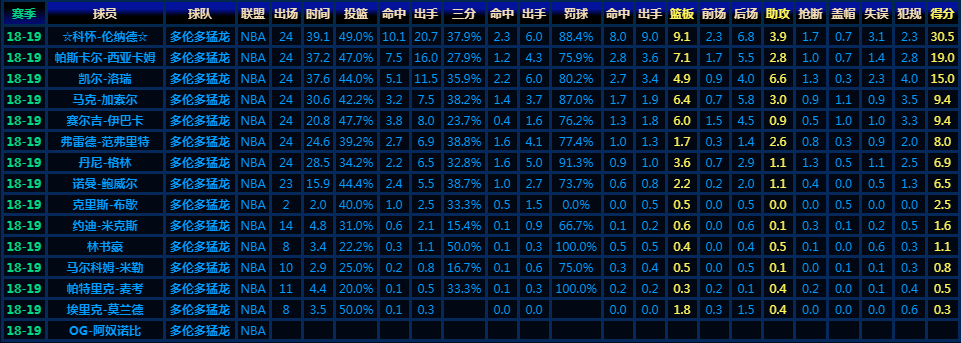 赛季 球员 球队 联盟 出场 时间 投篮 命中 出手 三分 命中 出手 罚球 命中 出手 篮板 前场 后场 助攻 抢断 盖帽 失误 犯规 得分
18-19 ☆科怀-伦纳德☆ 多伦多猛龙 NBA 24 39.1 49.0% 10.1 20.7 37.9% 2.3 6.0 88.4% 8.0 9.0 9.1 2.3 6.8 3.9 1.7 0.7 3.1 2.3 30.5
18-19 帕斯卡尔-西亚卡姆 多伦多猛龙 NBA 24 37.2 47.0% 7.5 16.0 27.9% 1.2 4.3 75.9% 2.8 3.6 7.1 1.7 5.5 2.8 1.0 0.7 1.4 2.8 19.0
18-19 凯尔-洛瑞 多伦多猛龙 NBA 24 37.6 44.0% 5.1 11.5 35.9% 2.2 6.0 80.2% 2.7 3.4 4.9 0.9 4.0 6.6 1.3 0.3 2.3 4.0 15.0
18-19 马克-加索尔 多伦多猛龙 NBA 24 30.6 42.2% 3.2 7.5 38.2% 1.4 3.7 87.0% 1.7 1.9 6.4 0.7 5.8 3.0 0.9 1.1 0.9 3.5 9.4
18-19 塞尔吉-伊巴卡 多伦多猛龙 NBA 24 20.8 47.7% 3.8 8.0 23.7% 0.4 1.6 76.2% 1.3 1.8 6.0 1.5 4.5 0.9 0.5 1.0 1.0 3.3 9.4
18-19 弗雷德-范弗里特 多伦多猛龙 NBA 24 24.6 39.2% 2.7 6.9 38.8% 1.6 4.1 77.4% 1.0 1.3 1.7 0.3 1.4 2.6 0.8 0.3 0.9 2.0 8.0
18-19 丹尼-格林 多伦多猛龙 NBA 24 28.5 34.2% 2.2 6.5 32.8% 1.6 5.0 91.3% 0.9 1.0 3.6 0.7 2.9 1.1 1.3 0.5 1.1 2.5 6.9
18-19 诺曼-鲍威尔 多伦多猛龙 NBA 23 15.9 44.4% 2.4 5.5 38.7% 1.0 2.7 73.7% 0.6 0.8 2.2 0.2 2.0 1.1 0.4 0.0 0.5 1.3 6.5
18-19 克里斯-布歇 多伦多猛龙 NBA 2 2.0 40.0% 1.0 2.5 33.3% 0.5 1.5 0.0% 0.0 0.0 0.5 0.0 0.5 0.0 0.0 0.5 0.0 0.0 2.5
18-19 约迪-米克斯 多伦多猛龙 NBA 14 4.8 31.0% 0.6 2.1 15.4% 0.1 0.9 66.7% 0.1 0.2 0.6 0.0 0.6 0.1 0.3 0.1 0.2 0.5 1.6
18-19 林书豪 多伦多猛龙 NBA 8 3.4 22.2% 0.3 1.1 50.0% 0.1 0.3 100.0% 0.5 0.5 0.4 0.0 0.4 0.5 0.1 0.0 0.6 0.3 1.1
18-19 马尔科姆-米勒 多伦多猛龙 NBA 10 2.9 25.0% 0.2 0.8 16.7% 0.1 0.6 75.0% 0.3 0.4 0.5 0.0 0.5 0.1 0.0 0.1 0.1 0.3 0.8
18-19 帕特里克-麦考 多伦多猛龙 NBA 11 4.4 20.0% 0.1 0.5 33.3% 0.1 0.3 100.0% 0.2 0.2 0.3 0.2 0.1 0.4 0.2 0.0 0.1 0.4 0.5
18-19 埃里克-莫兰德 多伦多猛龙 NBA 8 3.5 50.0% 0.1 0.3 0.0 0.0 0.0 0.0 1.8 0.3 1.5 0.4 0.0 0.0 0.0 0.6 0.3
18-19 OG-阿奴诺比 多伦多猛龙 NBA